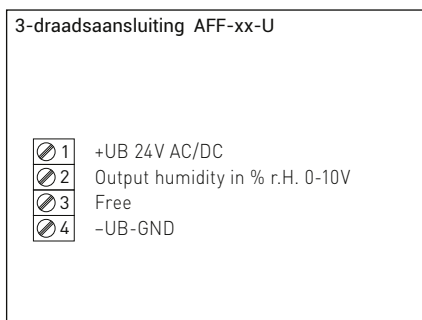 3-draadsaansluiting AFF-xx-U
1 +UB 24V AC/DC
2 Output humidity in % r.H. 0-10V
3 Free
4 –UB-GND